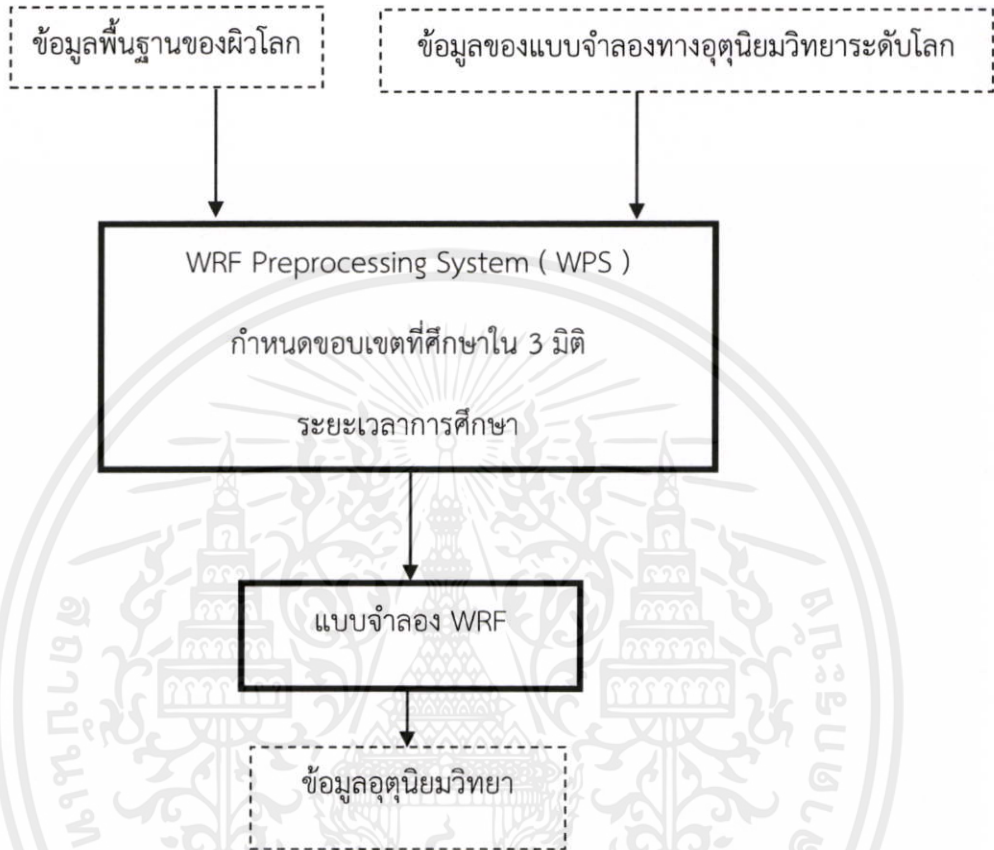 ข้อมูลพื้นฐานของผิวโลก
ข้อมูลของแบบจำลองทางอุตุนิยมวิทยาระดับโลก
WRF Preprocessing System ( WPS )
กำหนดขอบเขตที่ศึกษาใน 3 มิติ
ระยะเวลาการศึกษา
แบบจำลอง WRF
ข้อมูลอุตุนิยมวิทยา